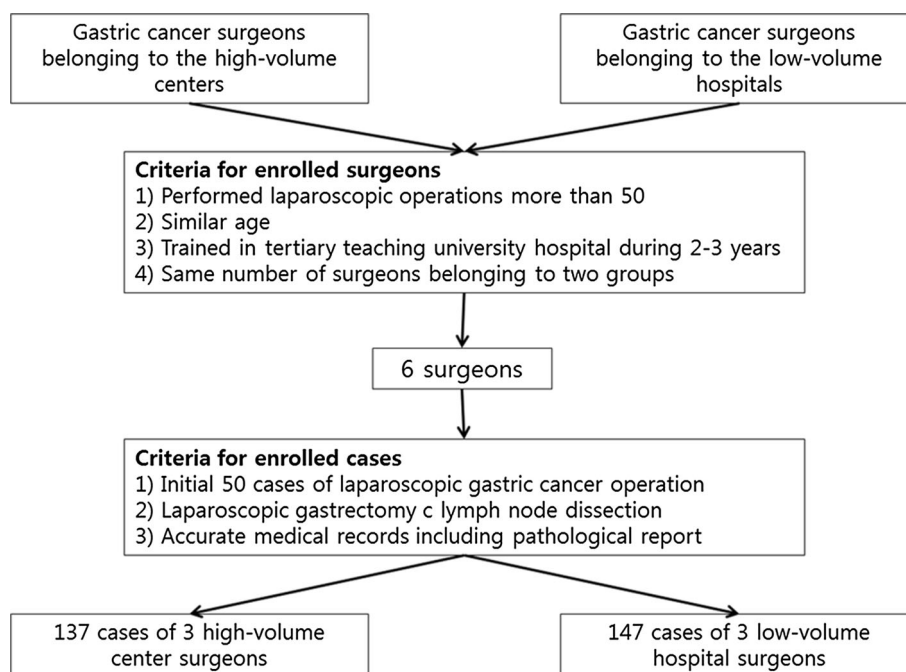 Gastric cancer surgeons
belonging to the high-volume
centers
Gastric cancer surgeons
belonging to the low-volume
hospitals
Criteria for enrolled surgeons
1) Performed laparoscopic operations more than 50
2) Similar age
3) Trained in tertiary teaching university hospital during 2-3 years
4) Same number of surgeons belonging to two groups
6 surgeons
Criteria for enrolled cases
1) Initial 50 cases of laparoscopic gastric cancer operation
2) Laparoscopic gastrectomy c lymph node dissection
3) Accurate medical records including pathological report
137 cases of 3 high-volume
center surgeons
147 cases of 3 low-volume
hospital surgeons